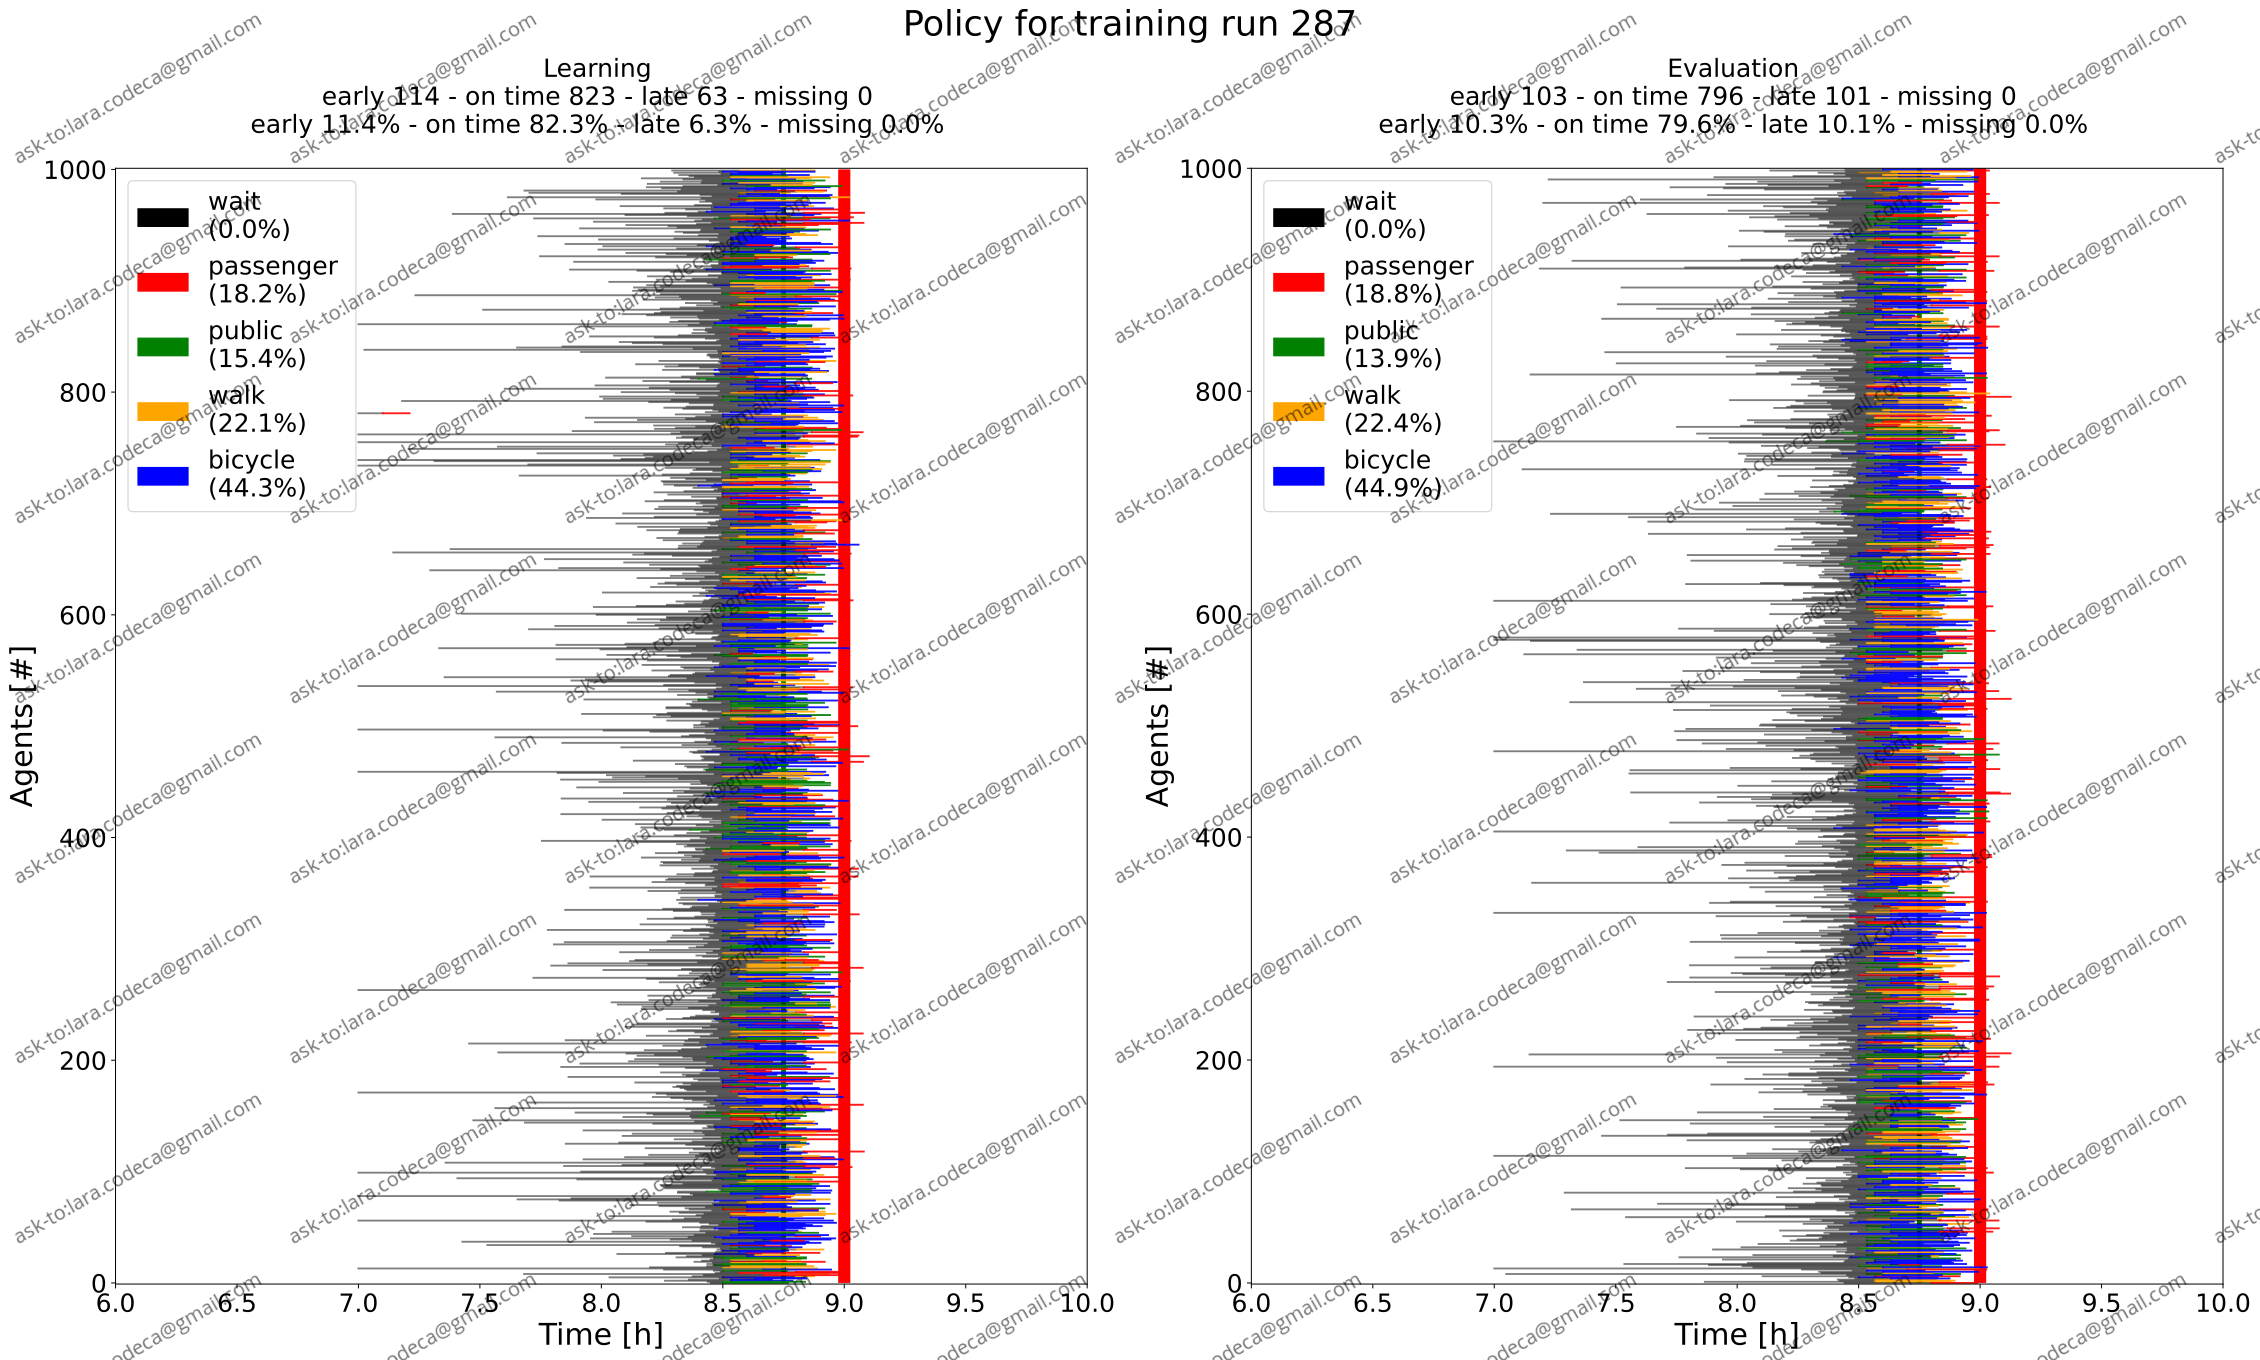 Policy for training run 287
Learning
early 114 - on time 823 - late 63 - missing 0
early 11.4% - on time 82.3% - late 6.3% - missing 0.0%
1000
800
600
400
200
0
Agents [#]
wait
(0.0%)
passenger
(18.2%)
public
(15.4%)
walk
(22.1%)
bicycle
(44.3%)
6.0 6.5 7.0 7.5 8.0 8.5 9.0 9.5 10.0
Time [h]
Evaluation
early 103 - on time 796 - late 101 - missing 0
early 10.3% - on time 79.6% - late 10.1% - missing 0.0%
1000
800
600
400
200
0
Agents [#]
wait
(0.0%)
passenger
(18.8%)
public
(13.9%)
walk
(22.4%)
bicycle
(44.9%)
6.0 6.5 7.0 7.5 8.0 8.5 9.0 9.5 10.0
Time [h]
ask-to:lara.codeca@gmail.com